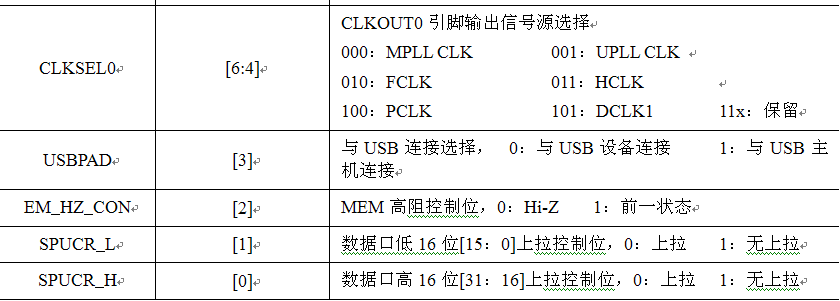 CLKOUT0 引脚输出信号源选择
CLKSEL0 [6:4] 000：MPLL CLK 001：UPLL CLK
010：FCLK 011：HCLK
100：PCLK 101：DCLK1 11x：保留
USBPAD [3] 与 USB 连接选择， 0：与 USB 设备连接 1：与 USB 主
机连接
EM_HZ_CON [2] MEM 高阻控制位，0：Hi-Z 1：前一状态
SPUCR_L [1] 数据口低 16 位[15：0]上拉控制位，0：上拉 1：无上拉
SPUCR_H [0] 数据口高 16 位[31：16]上拉控制位，0：上拉 1：无上拉